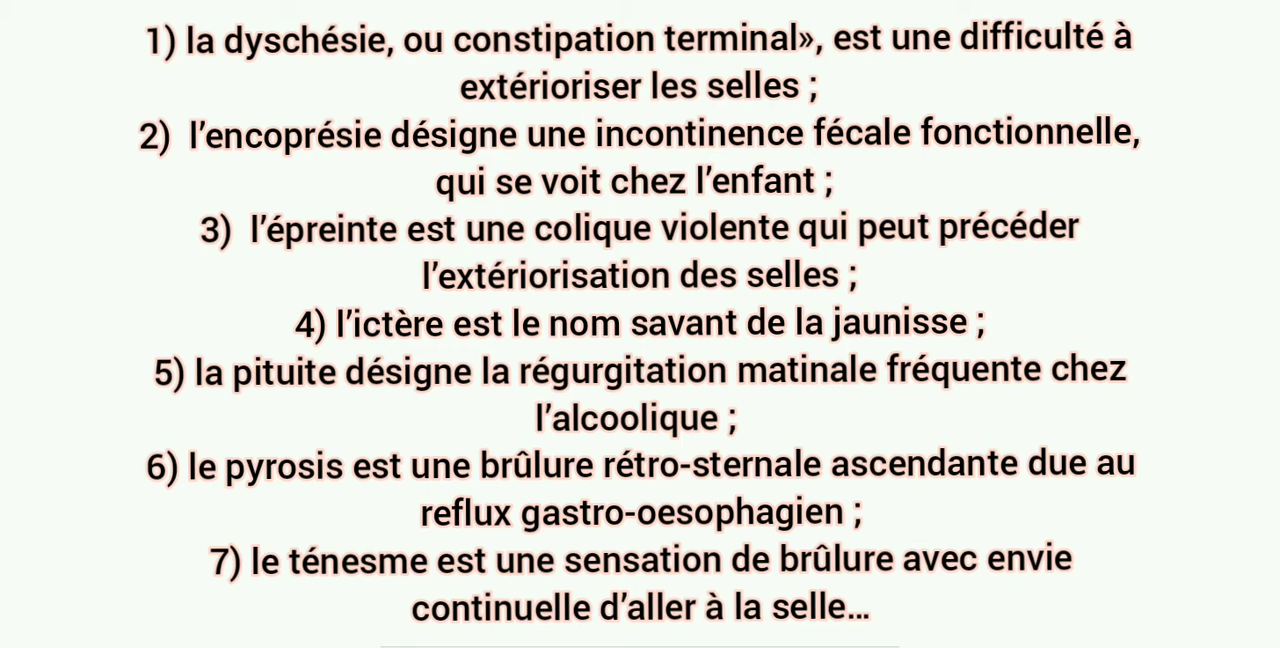 1) la dyschésie, ou constipation terminal», est une difficulté à
extérioriser les selles ;
2) l’encoprésie désigne une incontinence fécale fonctionnelle,
qui se voit chez l’enfant ;
3) l’épreinte est une colique violente qui peut précéder
l’extériorisation des selles ;
4) l’ictère est le nom savant de la jaunisse ;
5) la pituite désigne la régurgitation matinale fréquente chez
l’alcoolique ;
6) le pyrosis est une brûlure rétro-sternale ascendante due au
reflux gastro-oesophagien ;
7) le ténesme est une sensation de brûlure avec envie
continuelle d’aller à la selle...